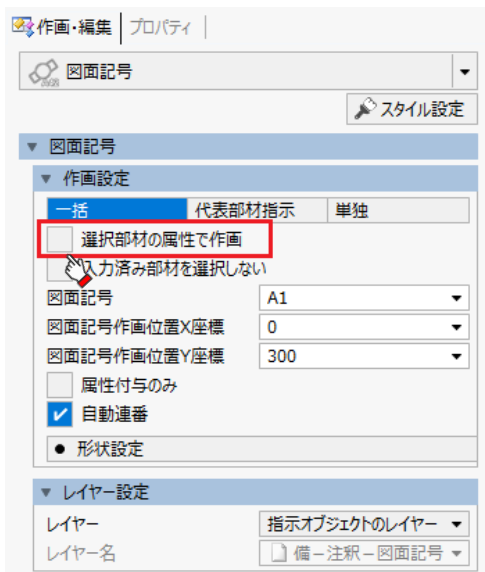 作画・編集 プロパティ
図面記号
スタイル設定
図面記号
作画設定
一括 代表部材指示 単独
選択部材の属性で作画
入力済み部材を選択しない
図面記号 A1
図面記号作画位置X座標 0
図面記号作画位置Y座標 300
属性付与のみ
自動連番
● 形状設定
レイヤー設定
レイヤー 指示オブジェクトのレイヤー
レイヤー名 備－注釈－図面記号